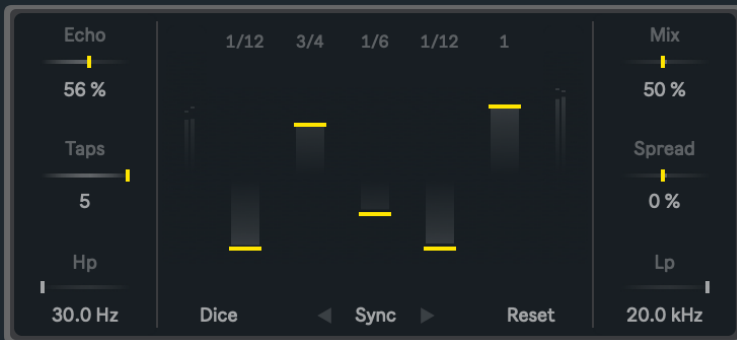 Echo
56 %
Taps
5
Hp
30.0 Hz
1/12 3/4 1/6 1/12 1
Dice Sync Reset
Mix
50 %
Spread
0 %
Lp
20.0 kHz